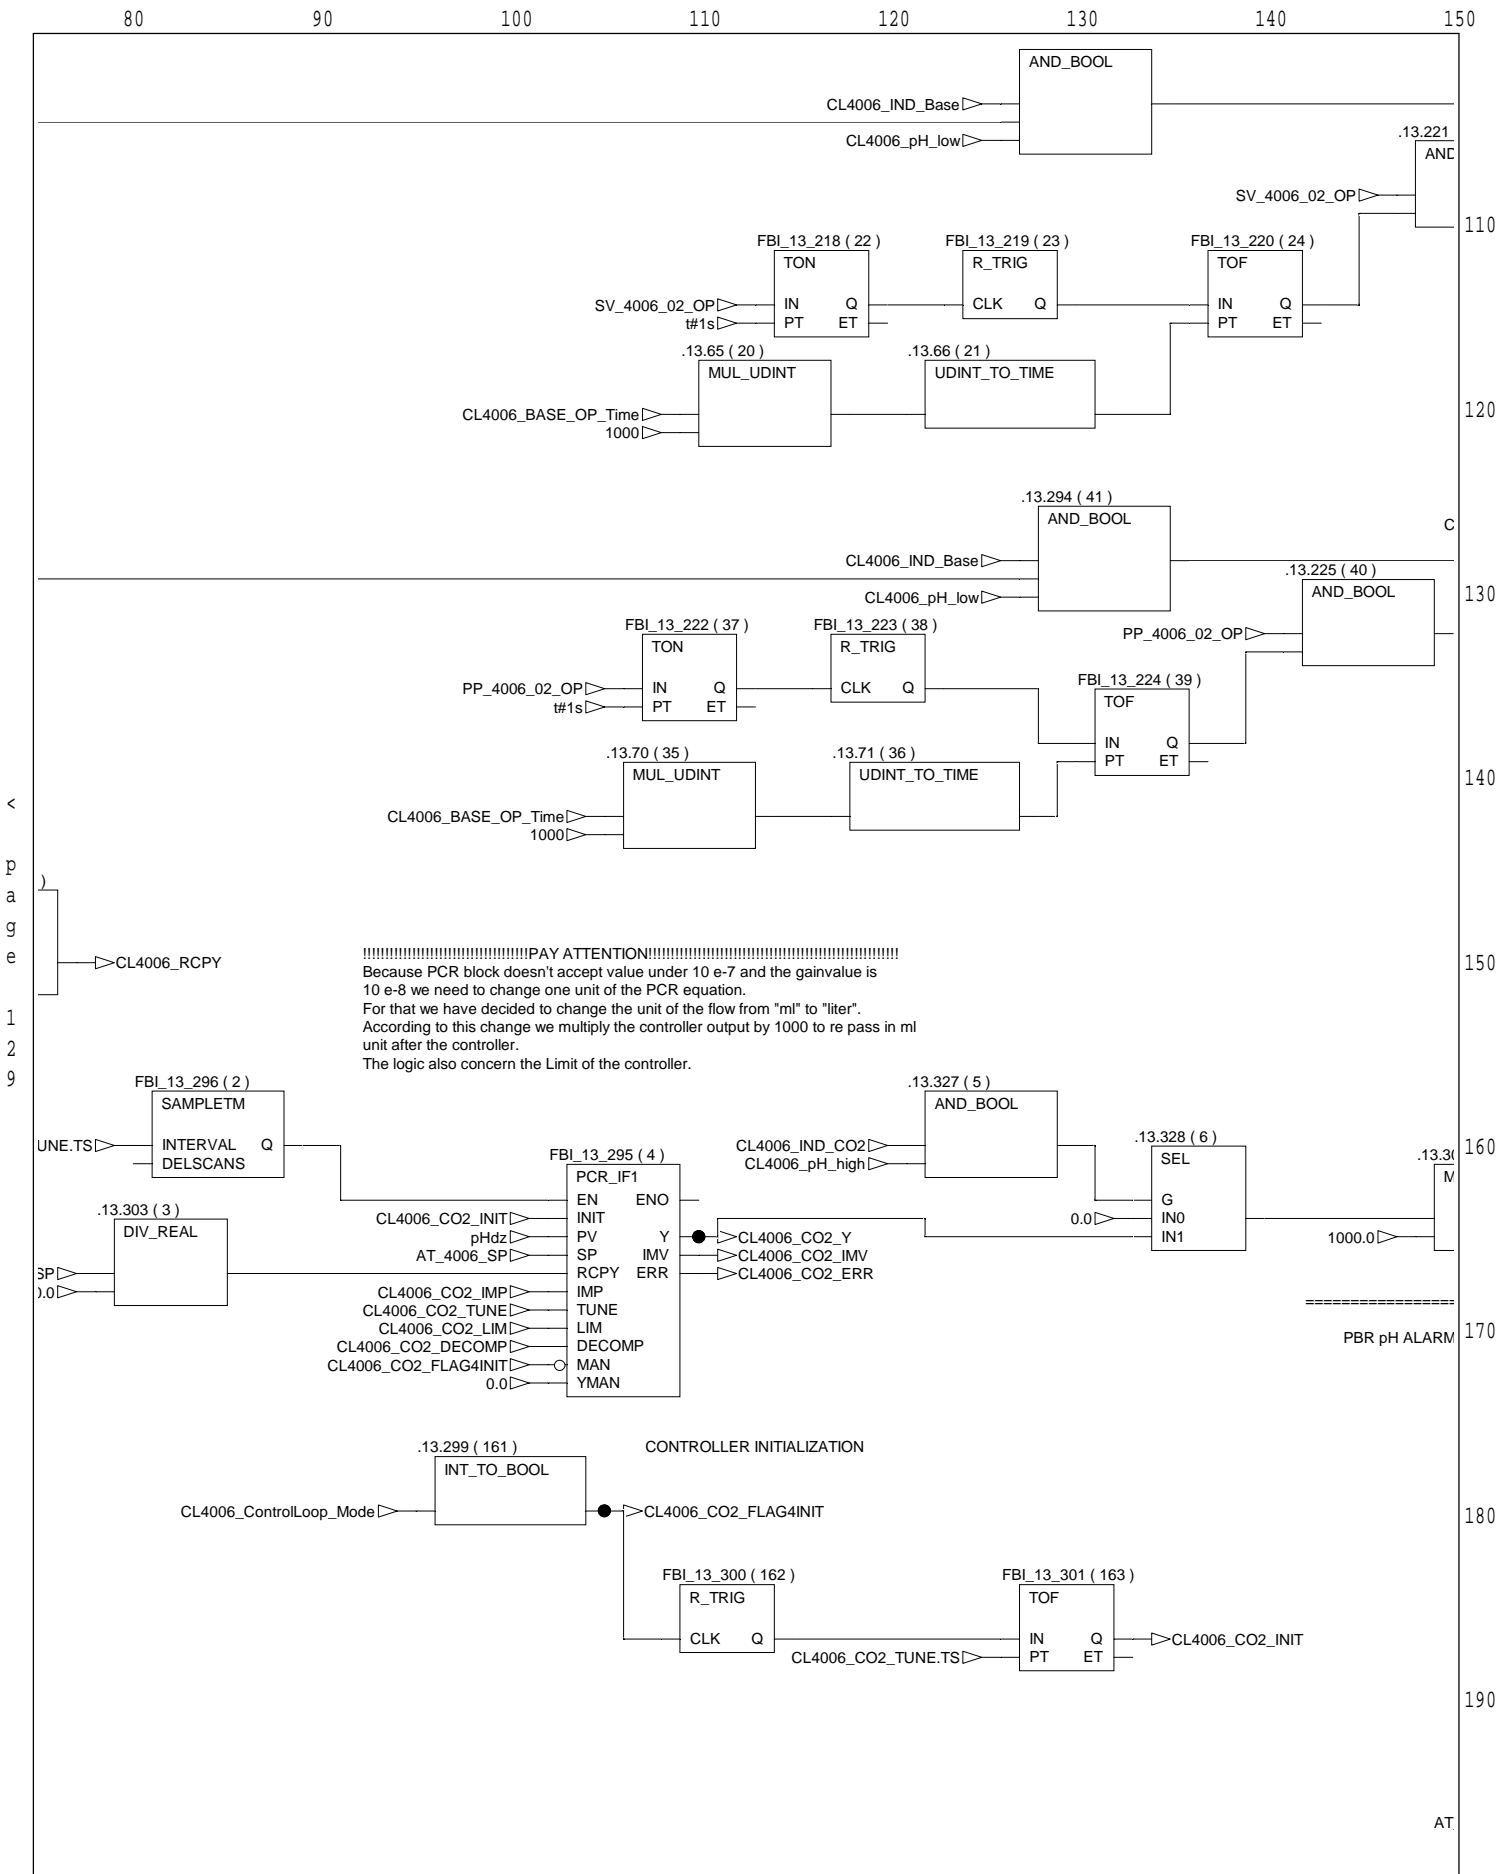 80 90 100 110 120 130 140 150
AND_BOOL
CL4006_IND_Base
CL4006_pH_low
.13.221
AND
SV_4006_02_OP
110
FBI_13_218 ( 22 ) FBI_13_219 ( 23 ) FBI_13_220 ( 24 )
TON R_TRIG TOF
SV_4006_02_OP IN Q CLK Q IN Q
t#1s PT ET PT ET
.13.65 ( 20 ) .13.66 ( 21 )
MUL_UDINT UDINT_TO_TIME
CL4006_BASE_OP_Time
1000
120
.13.294 ( 41 )
AND_BOOL
C
CL4006_IND_Base
CL4006_pH_low
.13.225 ( 40 )
AND_BOOL
130
FBI_13_222 ( 37 ) FBI_13_223 ( 38 )
TON R_TRIG
PP_4006_02_OP
PP_4006_02_OP IN Q CLK Q
t#1s PT ET
FBI_13_224 ( 39 )
TOF
IN Q
PT ET
.13.70 ( 35 ) .13.71 ( 36 )
MUL_UDINT UDINT_TO_TIME
140
CL4006_BASE_OP_Time
1000
< page 129
)
CL4006_RCPY
150
!!!!!!!!!!!!!!!!!!!!!!!!!!!!!!!!!!!!!PAY ATTENTION!!!!!!!!!!!!!!!!!!!!!!!!!!!!!!!!!!!!!!!!!!!!!!!!!!!!!!!!
Because PCR block doesn't accept value under 10 e-7 and the gainvalue is
10 e-8 we need to change one unit of the PCR equation.
For that we have decided to change the unit of the flow from "ml" to "liter".
According to this change we multiply the controller output by 1000 to re pass in ml
unit after the controller.
The logic also concern the Limit of the controller.
FBI_13_296 ( 2 )
SAMPLETM
UNE.TS INTERVAL Q
DELSCANS
.13.327 ( 5 )
AND_BOOL
CL4006_IND_CO2
CL4006_pH_high
160
.13.328 ( 6 )
SEL
G
0.0 IN0
IN1
.13.30
M
1000.0
.13.303 ( 3 )
DIV_REAL
SP
0.0
FBI_13_295 ( 4 )
PCR_IF1
EN ENO
CL4006_CO2_INIT INIT
pHdz PV Y CL4006_CO2_Y
AT_4006_SP SP IMV CL4006_CO2_IMV
RCPY ERR CL4006_CO2_ERR
CL4006_CO2_IMP IMP
CL4006_CO2_TUNE TUNE
CL4006_CO2_LIM LIM
CL4006_CO2_DECOMP DECOMP
CL4006_CO2_FLAG4INIT MAN
0.0 YMAN
==================
PBR pH ALARM
170
.13.299 ( 161 ) CONTROLLER INITIALIZATION
INT_TO_BOOL
CL4006_ControlLoop_Mode CL4006_CO2_FLAG4INIT
180
FBI_13_300 ( 162 ) FBI_13_301 ( 163 )
R_TRIG TOF
CLK Q IN Q CL4006_CO2_INIT
CL4006_CO2_TUNE.TS PT ET
190
AT